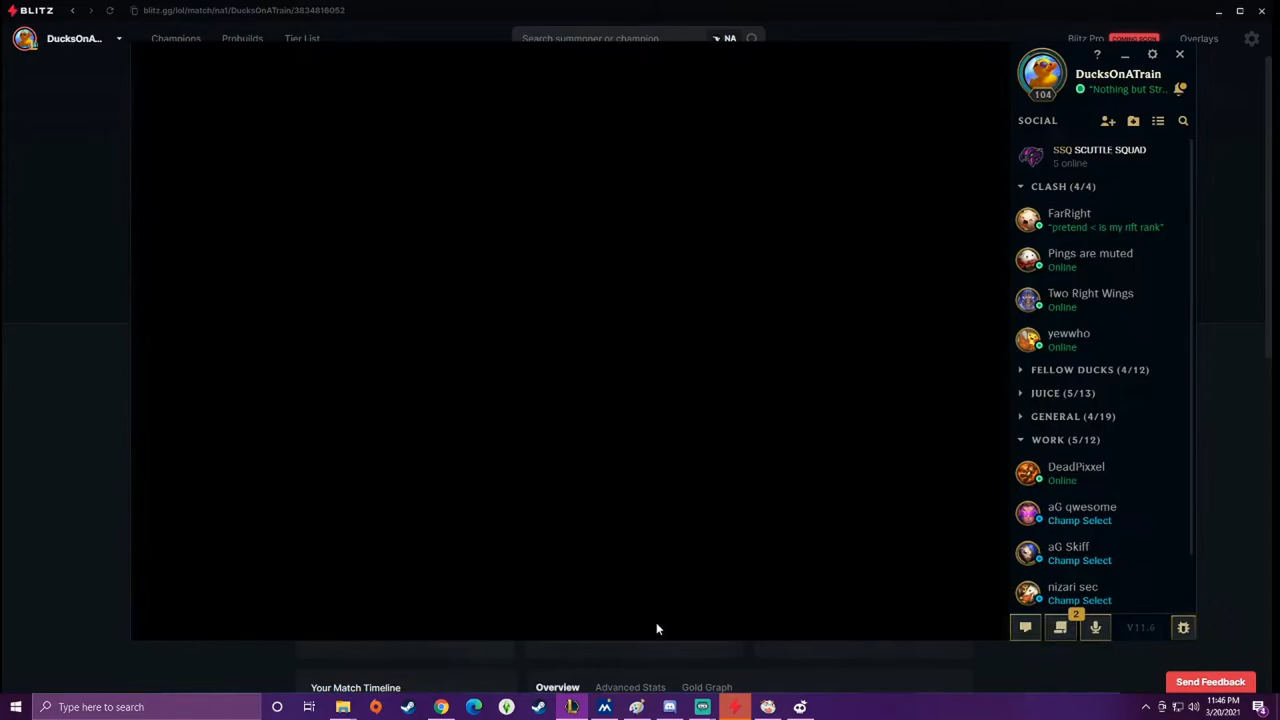 BLITZ
blitz.gg/lol/match/na1/DucksOnATrain/3834816052
DucksOnA...
Champions
Probuilds
Tier List
Search summoner or champion
NA
Blitz Pro
COMING SOON
Overlays
104
DucksOnATrain
"Nothing but Str..
SOCIAL
SSQ SCUTTLE SQUAD
5 online
CLASH (4/4)
FarRight
"pretend < is my rift rank"
Pings are muted
Online
Two Right Wings
Online
yewwho
Online
FELLOW DUCKS (4/12)
JUICE (5/13)
GENERAL (4/19)
WORK (5/12)
DeadPixxel
Online
aG qwesome
Champ Select
aG Skiff
Champ Select
nizari sec
Champ Select
2
V11.6
Your Match Timeline
Overview
Advanced Stats
Gold Graph
Send Feedback
Type here to search
11:46 PM
3/20/2021
4